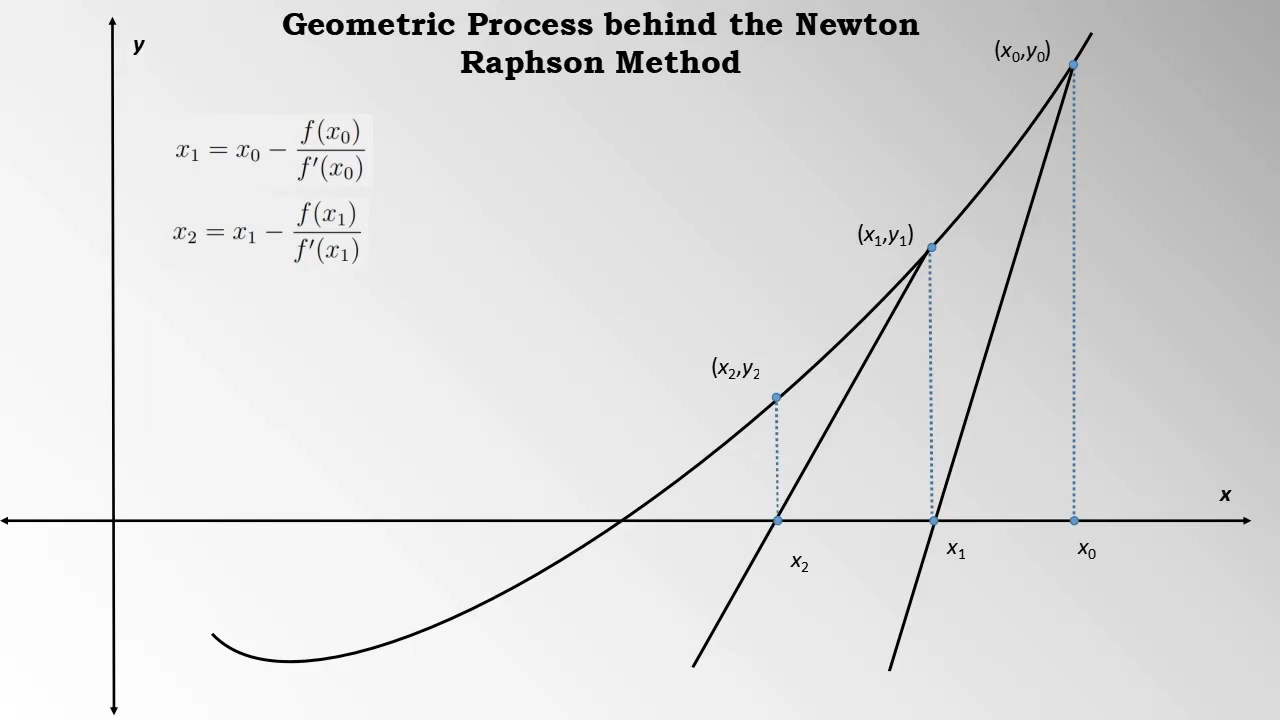 Geometric Process behind the Newton
Raphson Method
y
(x₀,y₀)
x₁ = x₀ − f(x₀)/f′(x₀)
x₂ = x₁ − f(x₁)/f′(x₁)
(x₁,y₁)
(x₂,y₂
x
x₂
x₁
x₀